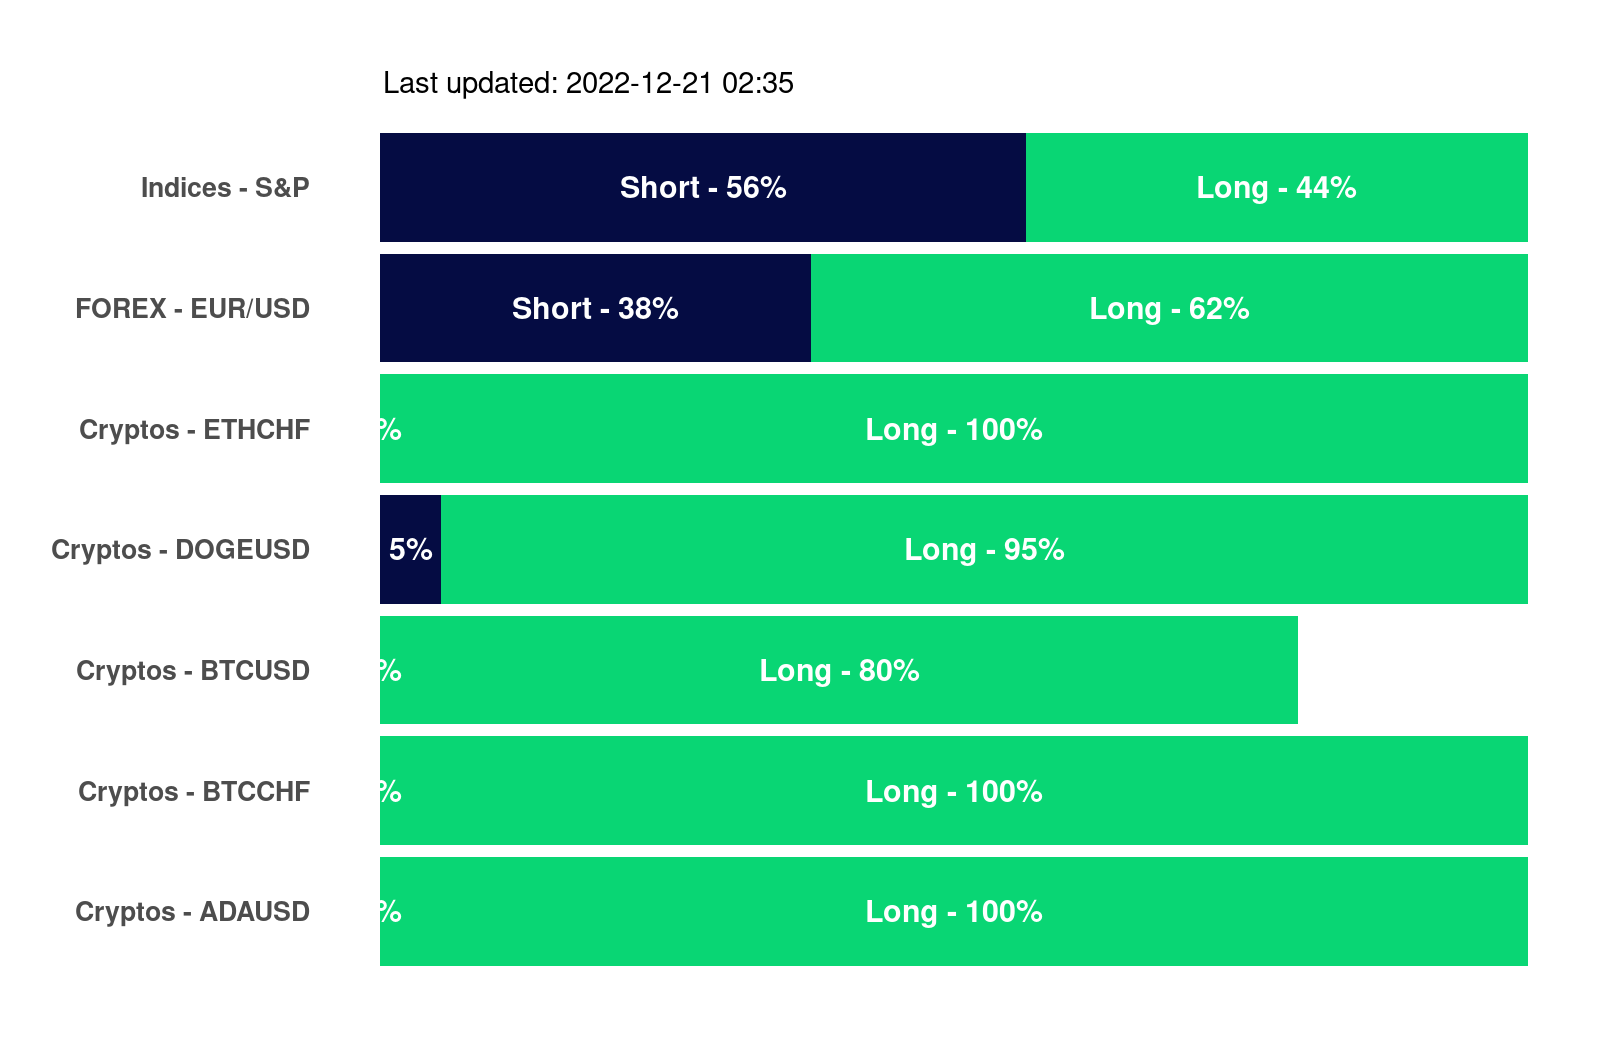 Last updated: 2022-12-21 02:35
Indices - S&P Short - 56% Long - 44%
FOREX - EUR/USD Short - 38% Long - 62%
Cryptos - ETHCHF % Long - 100%
Cryptos - DOGEUSD 5% Long - 95%
Cryptos - BTCUSD % Long - 80%
Cryptos - BTCCHF % Long - 100%
Cryptos - ADAUSD % Long - 100%